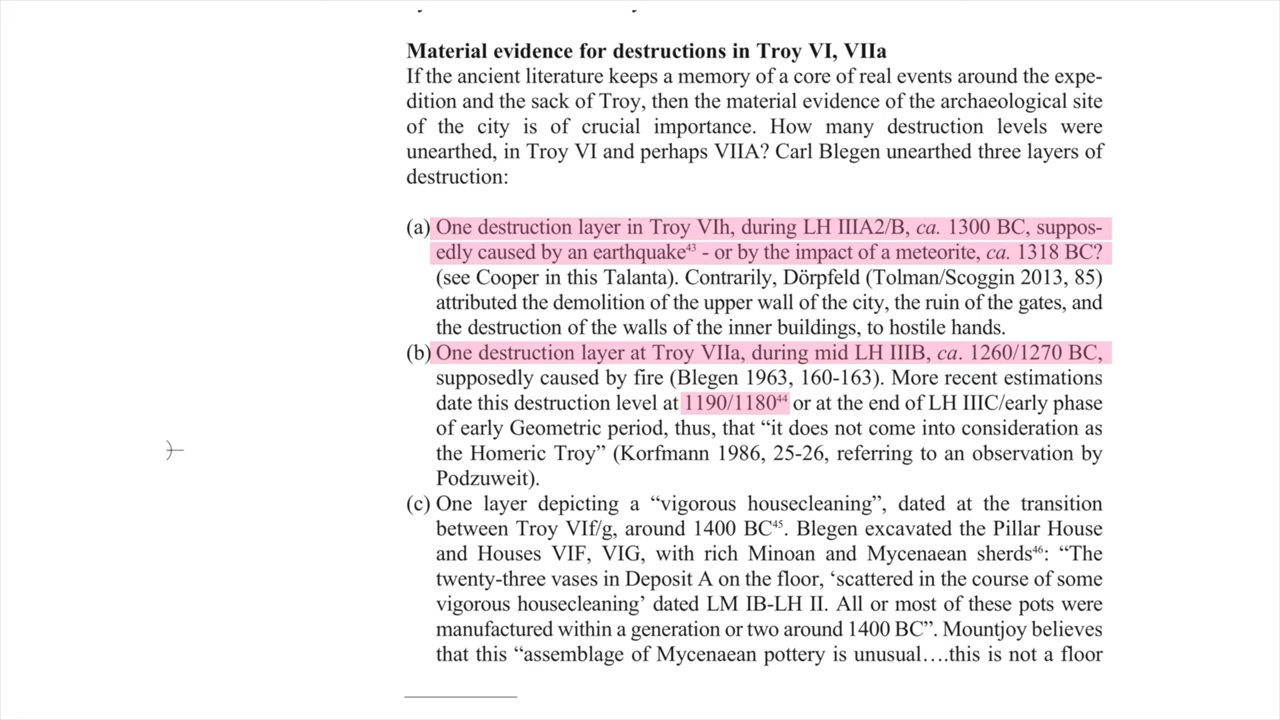 Material evidence for destructions in Troy VI, VIIa
If the ancient literature keeps a memory of a core of real events around the expe-
dition and the sack of Troy, then the material evidence of the archaeological site
of the city is of crucial importance. How many destruction levels were
unearthed, in Troy VI and perhaps VIIA? Carl Blegen unearthed three layers of
destruction:
(a) One destruction layer in Troy VIh, during LH IIIA2/B, ca. 1300 BC, suppos-
edly caused by an earthquake⁴³ - or by the impact of a meteorite, ca. 1318 BC?
(see Cooper in this Talanta). Contrarily, Dörpfeld (Tolman/Scoggin 2013, 85)
attributed the demolition of the upper wall of the city, the ruin of the gates, and
the destruction of the walls of the inner buildings, to hostile hands.
(b) One destruction layer at Troy VIIa, during mid LH IIIB, ca. 1260/1270 BC,
supposedly caused by fire (Blegen 1963, 160-163). More recent estimations
date this destruction level at 1190/1180⁴⁴ or at the end of LH IIIC/early phase
of early Geometric period, thus, that “it does not come into consideration as
the Homeric Troy” (Korfmann 1986, 25-26, referring to an observation by
Podzuweit).
(c) One layer depicting a “vigorous housecleaning”, dated at the transition
between Troy VIf/g, around 1400 BC⁴⁵. Blegen excavated the Pillar House
and Houses VIF, VIG, with rich Minoan and Mycenaean sherds⁴⁶: “The
twenty-three vases in Deposit A on the floor, ‘scattered in the course of some
vigorous housecleaning’ dated LM IB-LH II. All or most of these pots were
manufactured within a generation or two around 1400 BC”. Mountjoy believes
that this “assemblage of Mycenaean pottery is unusual….this is not a floor